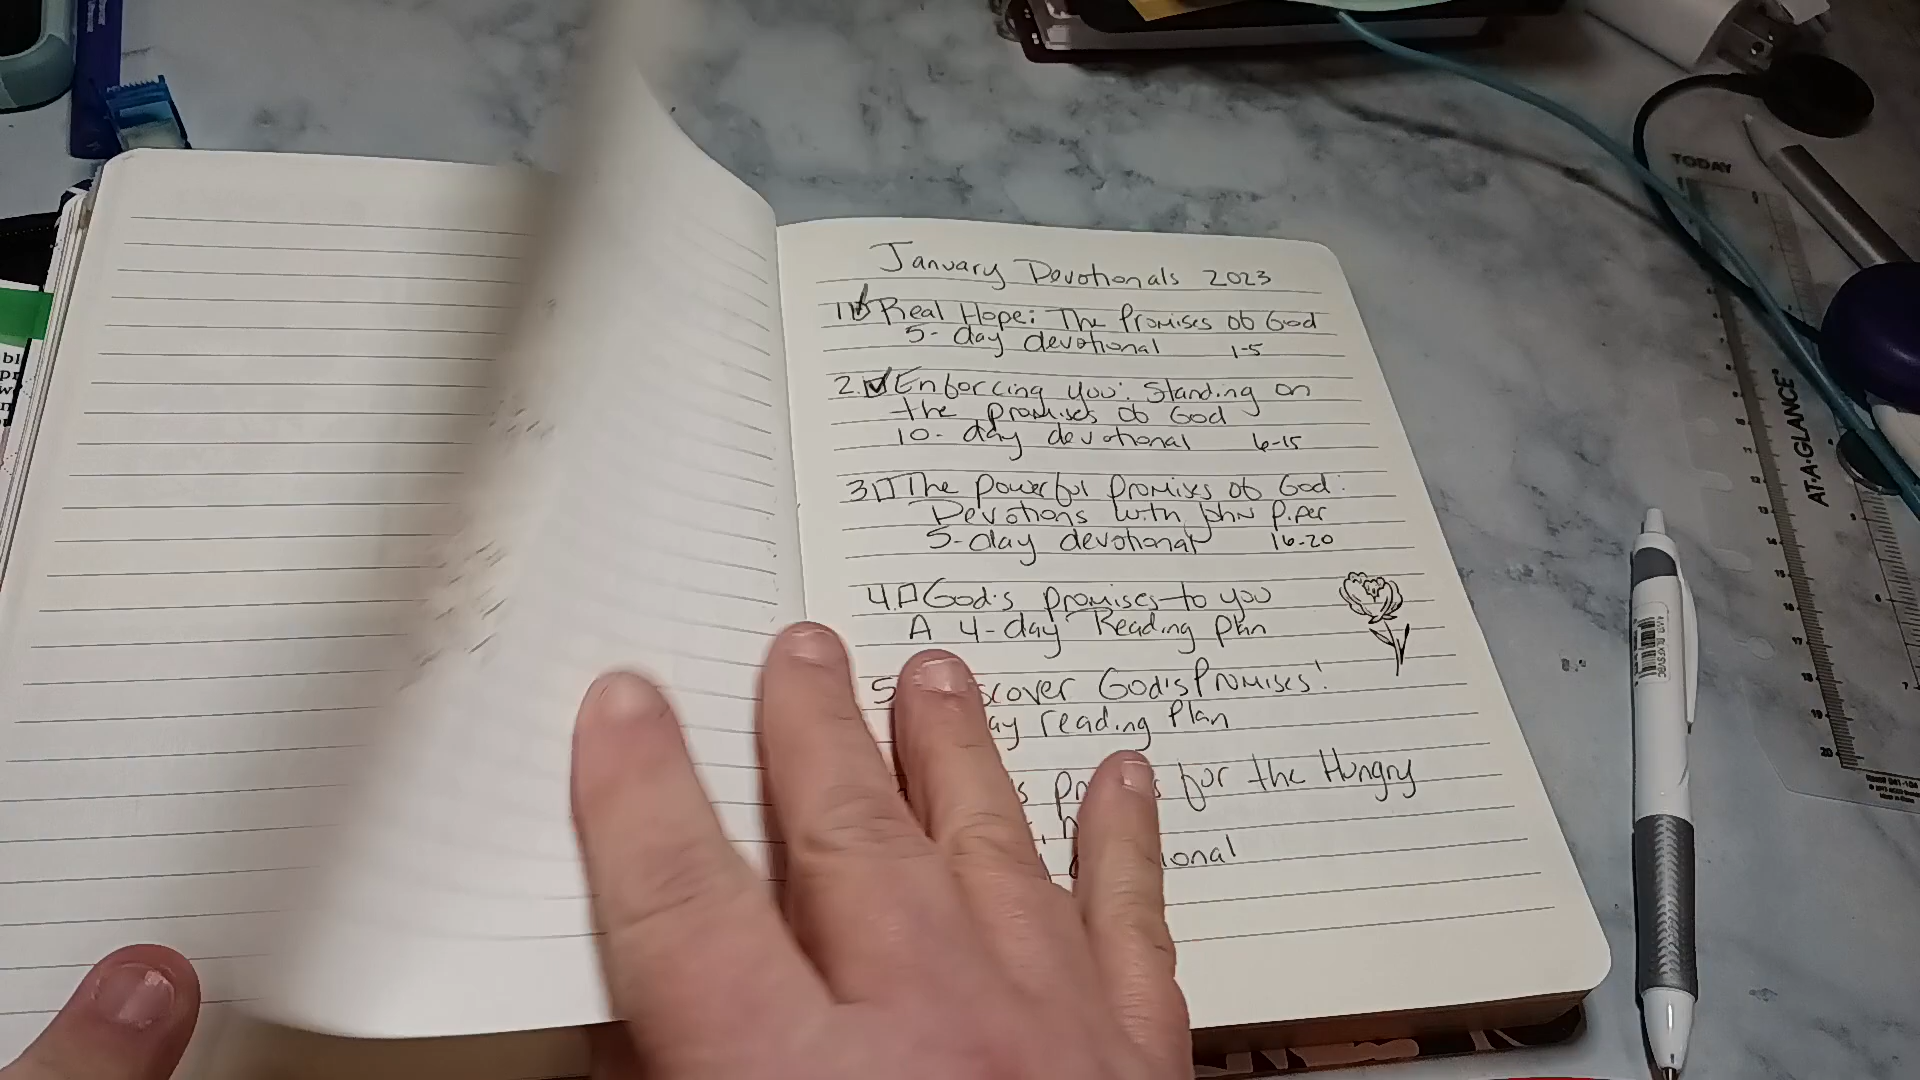 January Devotionals 2023
1. Real Hope: The Promises of God
5-day devotional 1-5
2. Enforcing you: Standing on
the promises of God
10-day devotional 6-15
3. The powerful promises of God:
Devotions with John Piper
5-day devotional 16-20
4. God's promises to you
A 4-day Reading plan
5 scover God's Promises!
ay reading Plan
s for the Hungry
ional
TODAY
AT-A-GLANCE